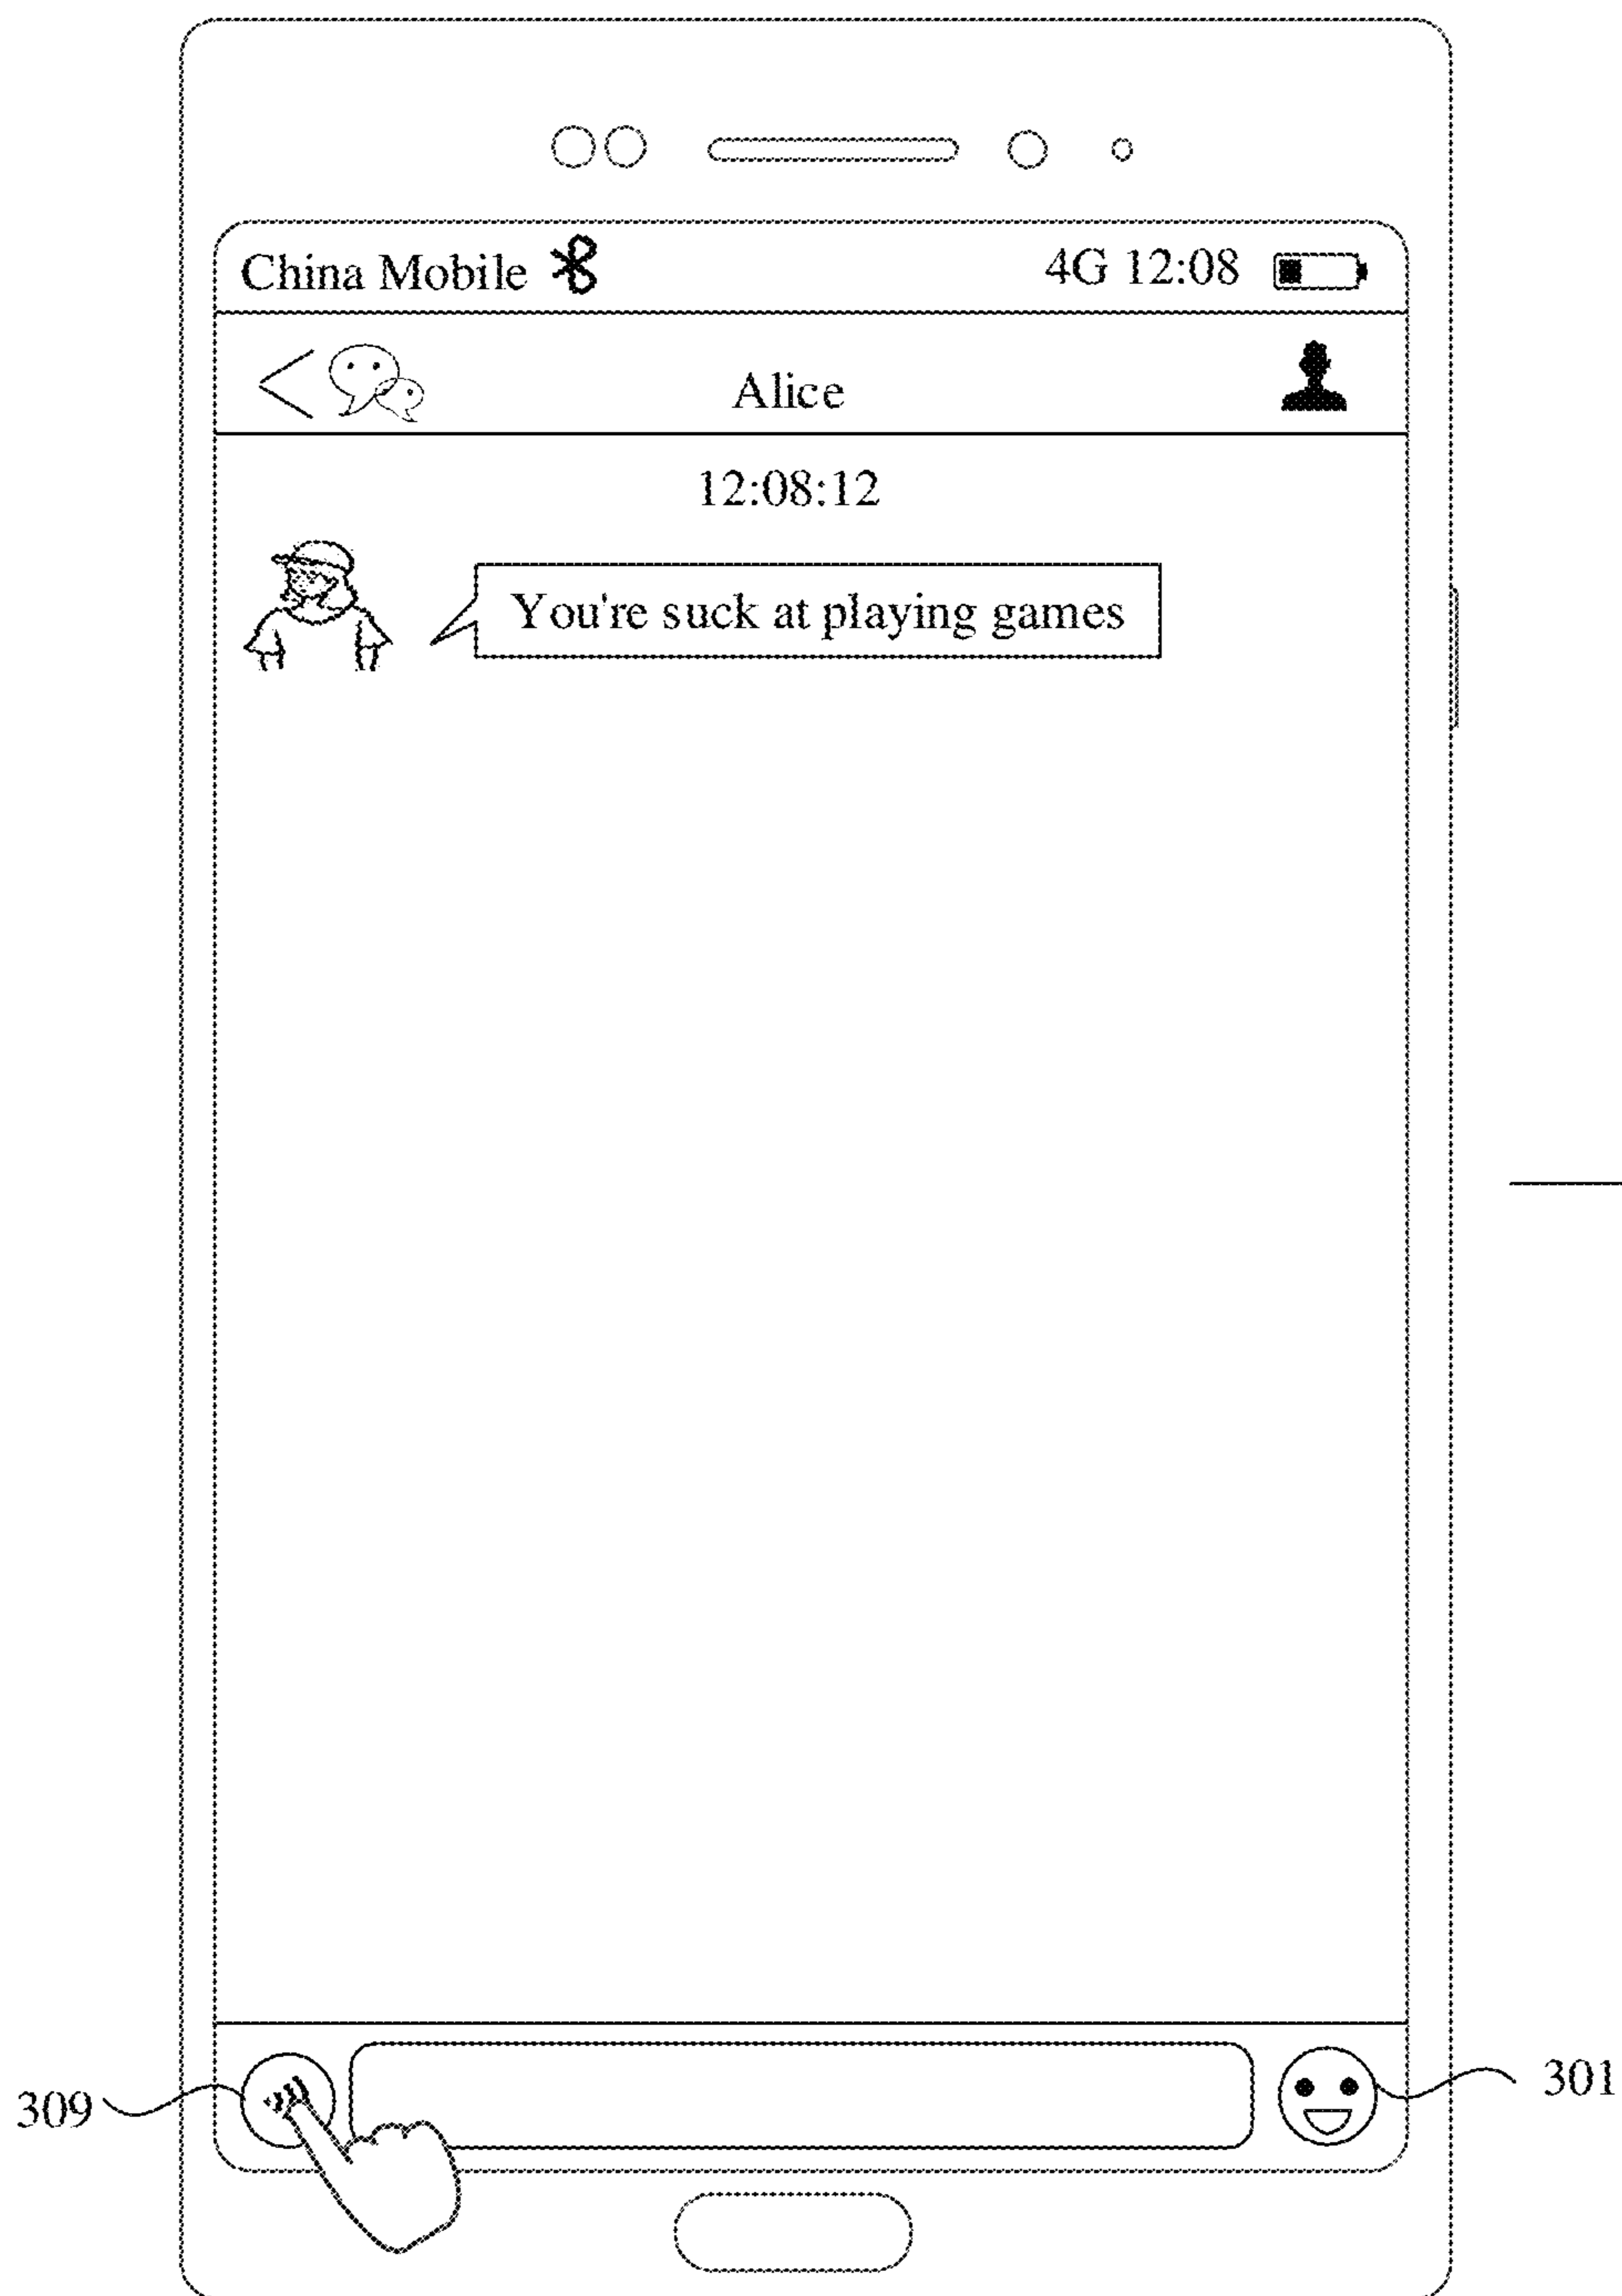 China Mobile 4G 12:08
Alice
12:08:12
You're suck at playing games
309
301